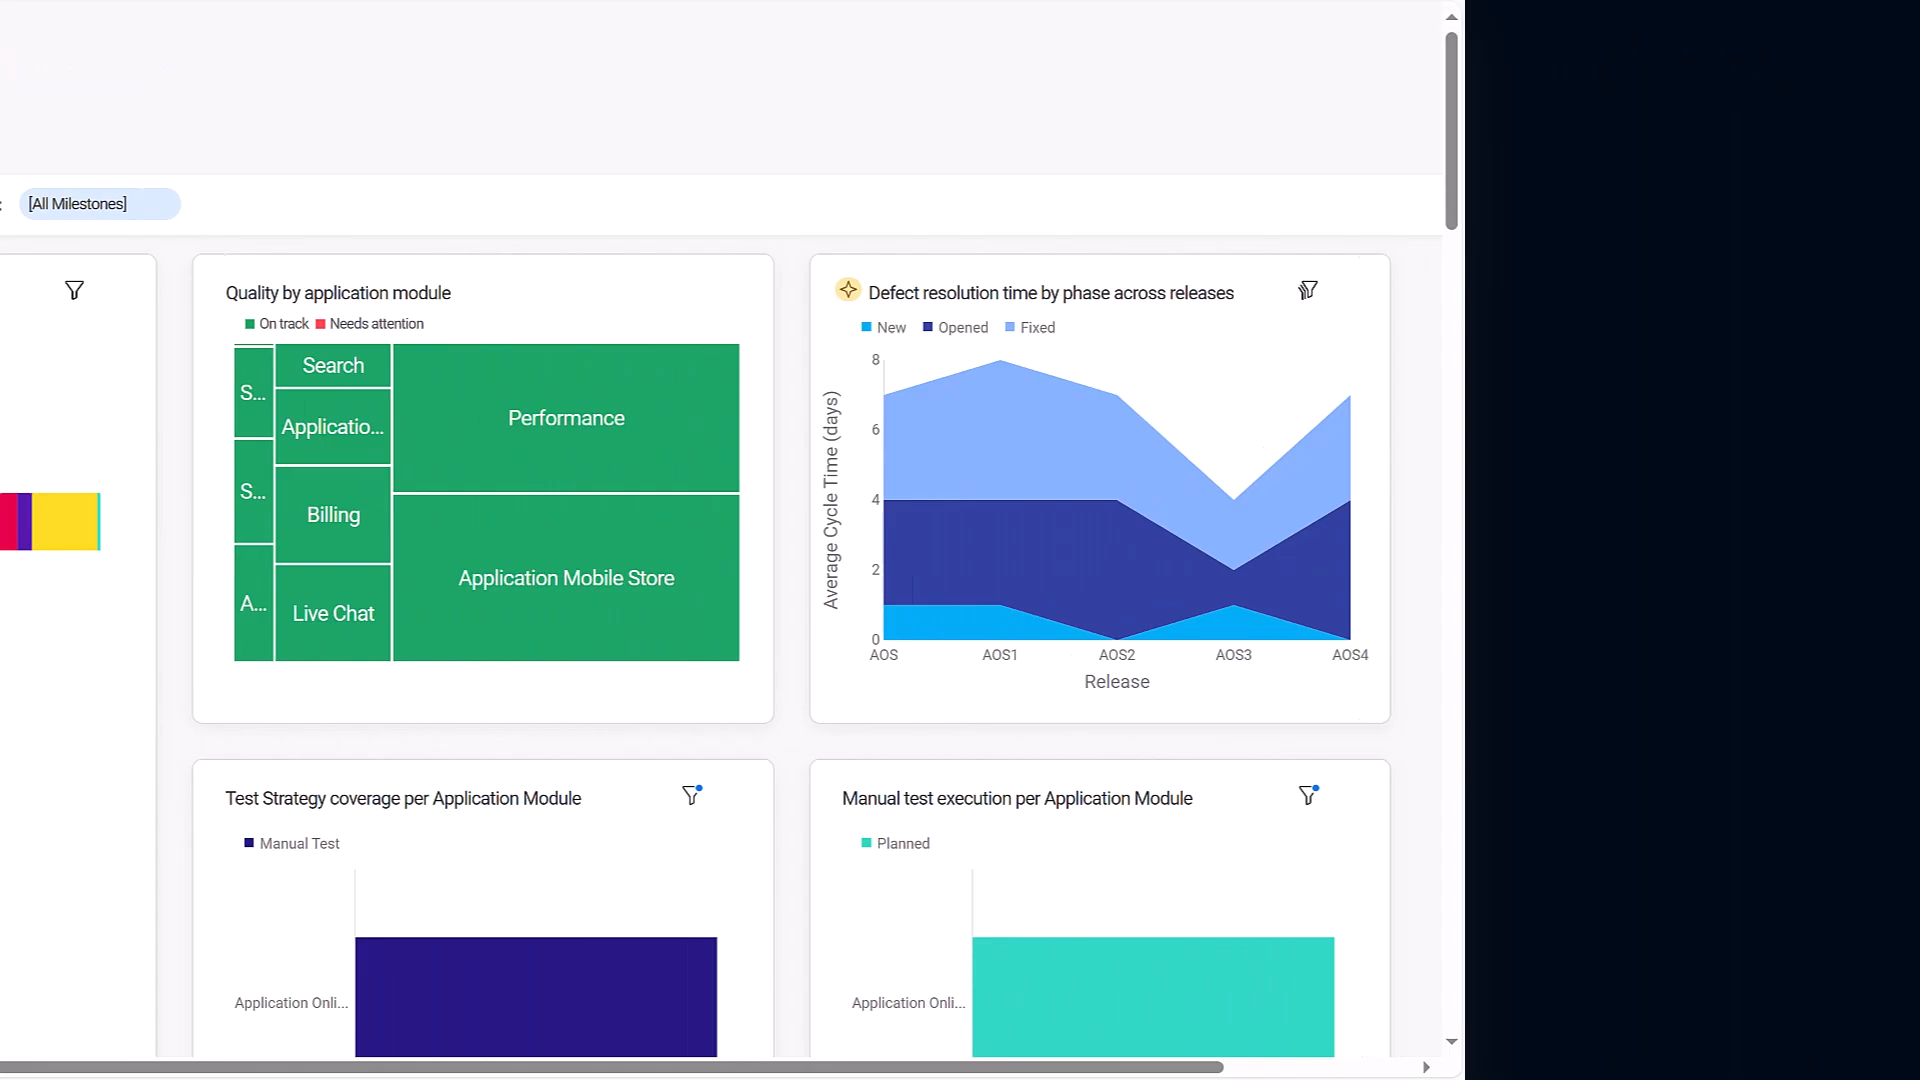 [All Milestones]
Quality by application module
On track Needs attention
S...
S...
A...
Search
Applicatio...
Billing
Live Chat
Performance
Application Mobile Store
Defect resolution time by phase across releases
New Opened Fixed
Average Cycle Time (days)
8
6
4
2
0
AOS AOS1 AOS2 AOS3 AOS4
Release
Test Strategy coverage per Application Module
Manual Test
Application Onli...
Manual test execution per Application Module
Planned
Application Onli...